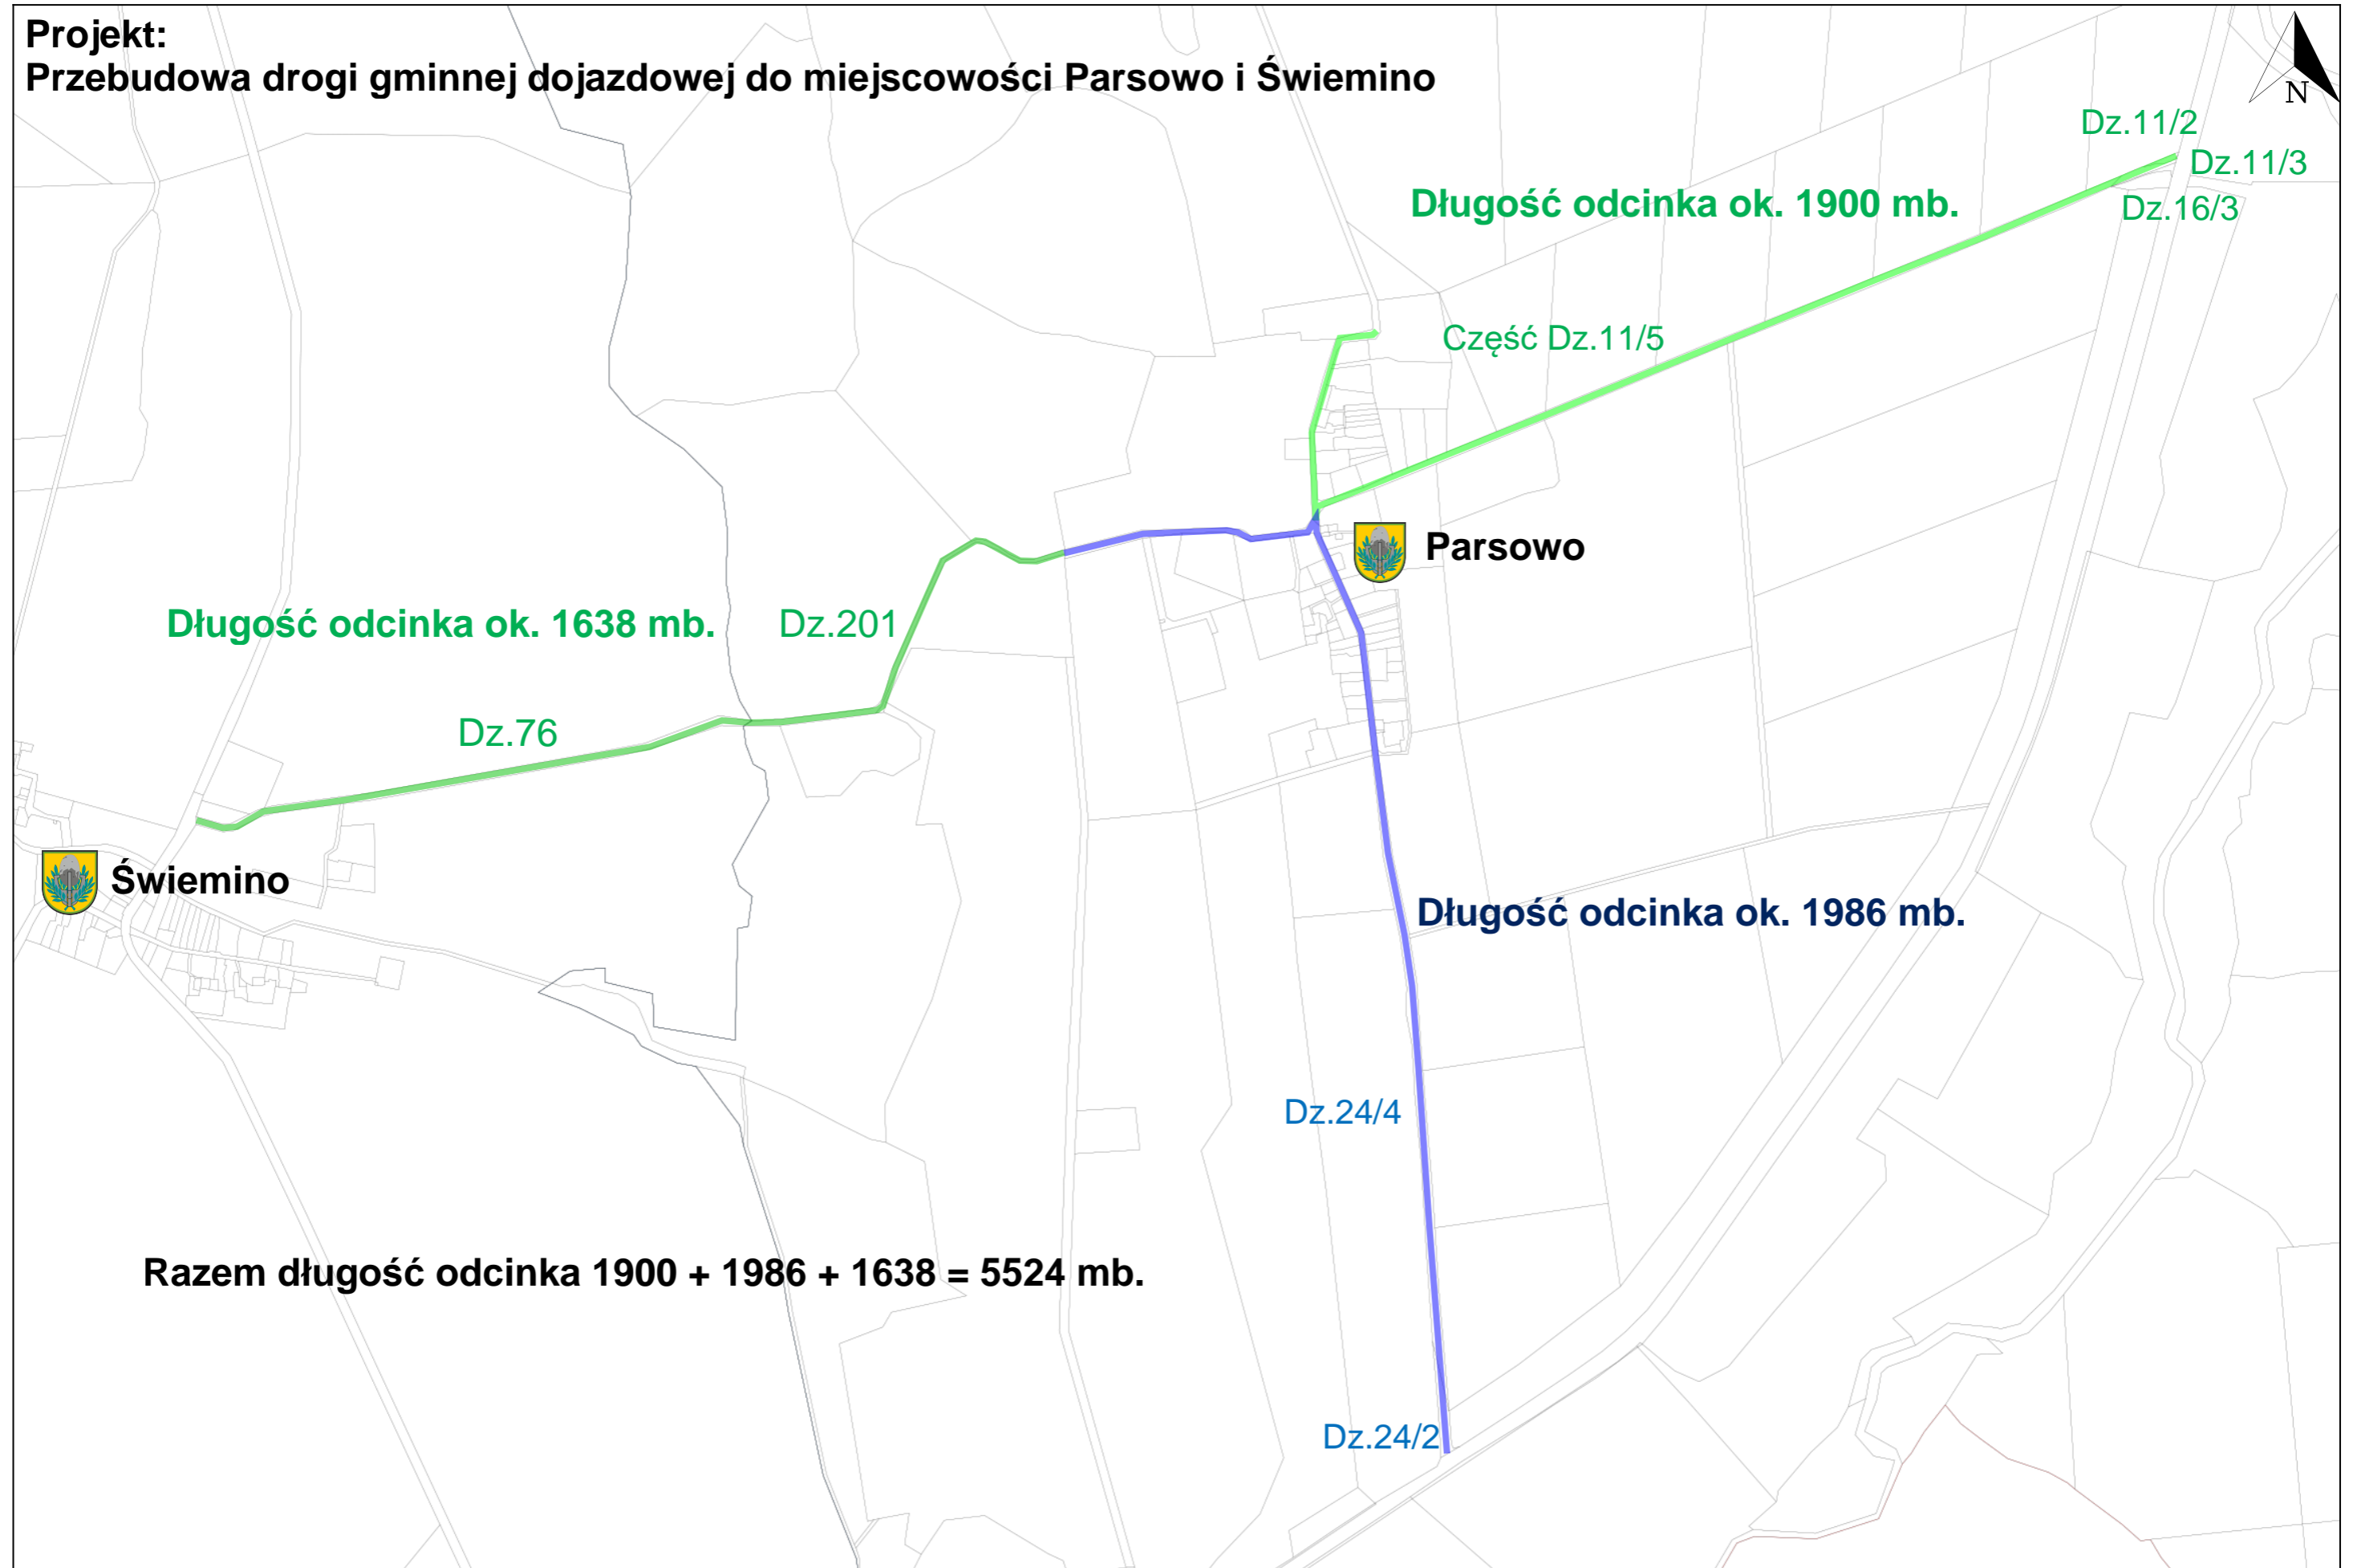 Projekt:
Przebudowa drogi gminnej dojazdowej do miejscowości Parsowo i Świemino
N
Dz.11/2
Dz.11/3
Długość odcinka ok. 1900 mb.
Dz.16/3
Część Dz.11/5
Parsowo
Długość odcinka ok. 1638 mb.
Dz.201
Dz.76
Świemino
Długość odcinka ok. 1986 mb.
Dz.24/4
Razem długość odcinka 1900 + 1986 + 1638 = 5524 mb.
Dz.24/2